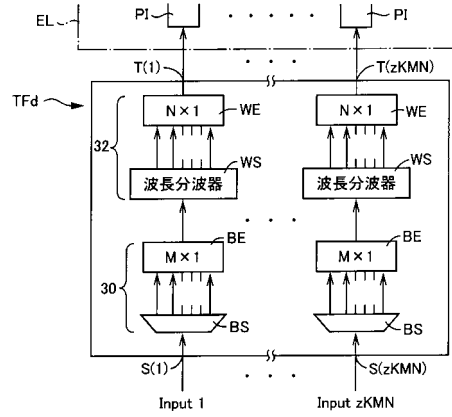 EL
PI
PI
T(1)
T(zKMN)
TFd
N×1
WE
N×1
WE
32
WS
WS
波長分波器
波長分波器
BE
BE
M×1
M×1
30
BS
BS
S(1)
S(zKMN)
Input 1
Input zKMN